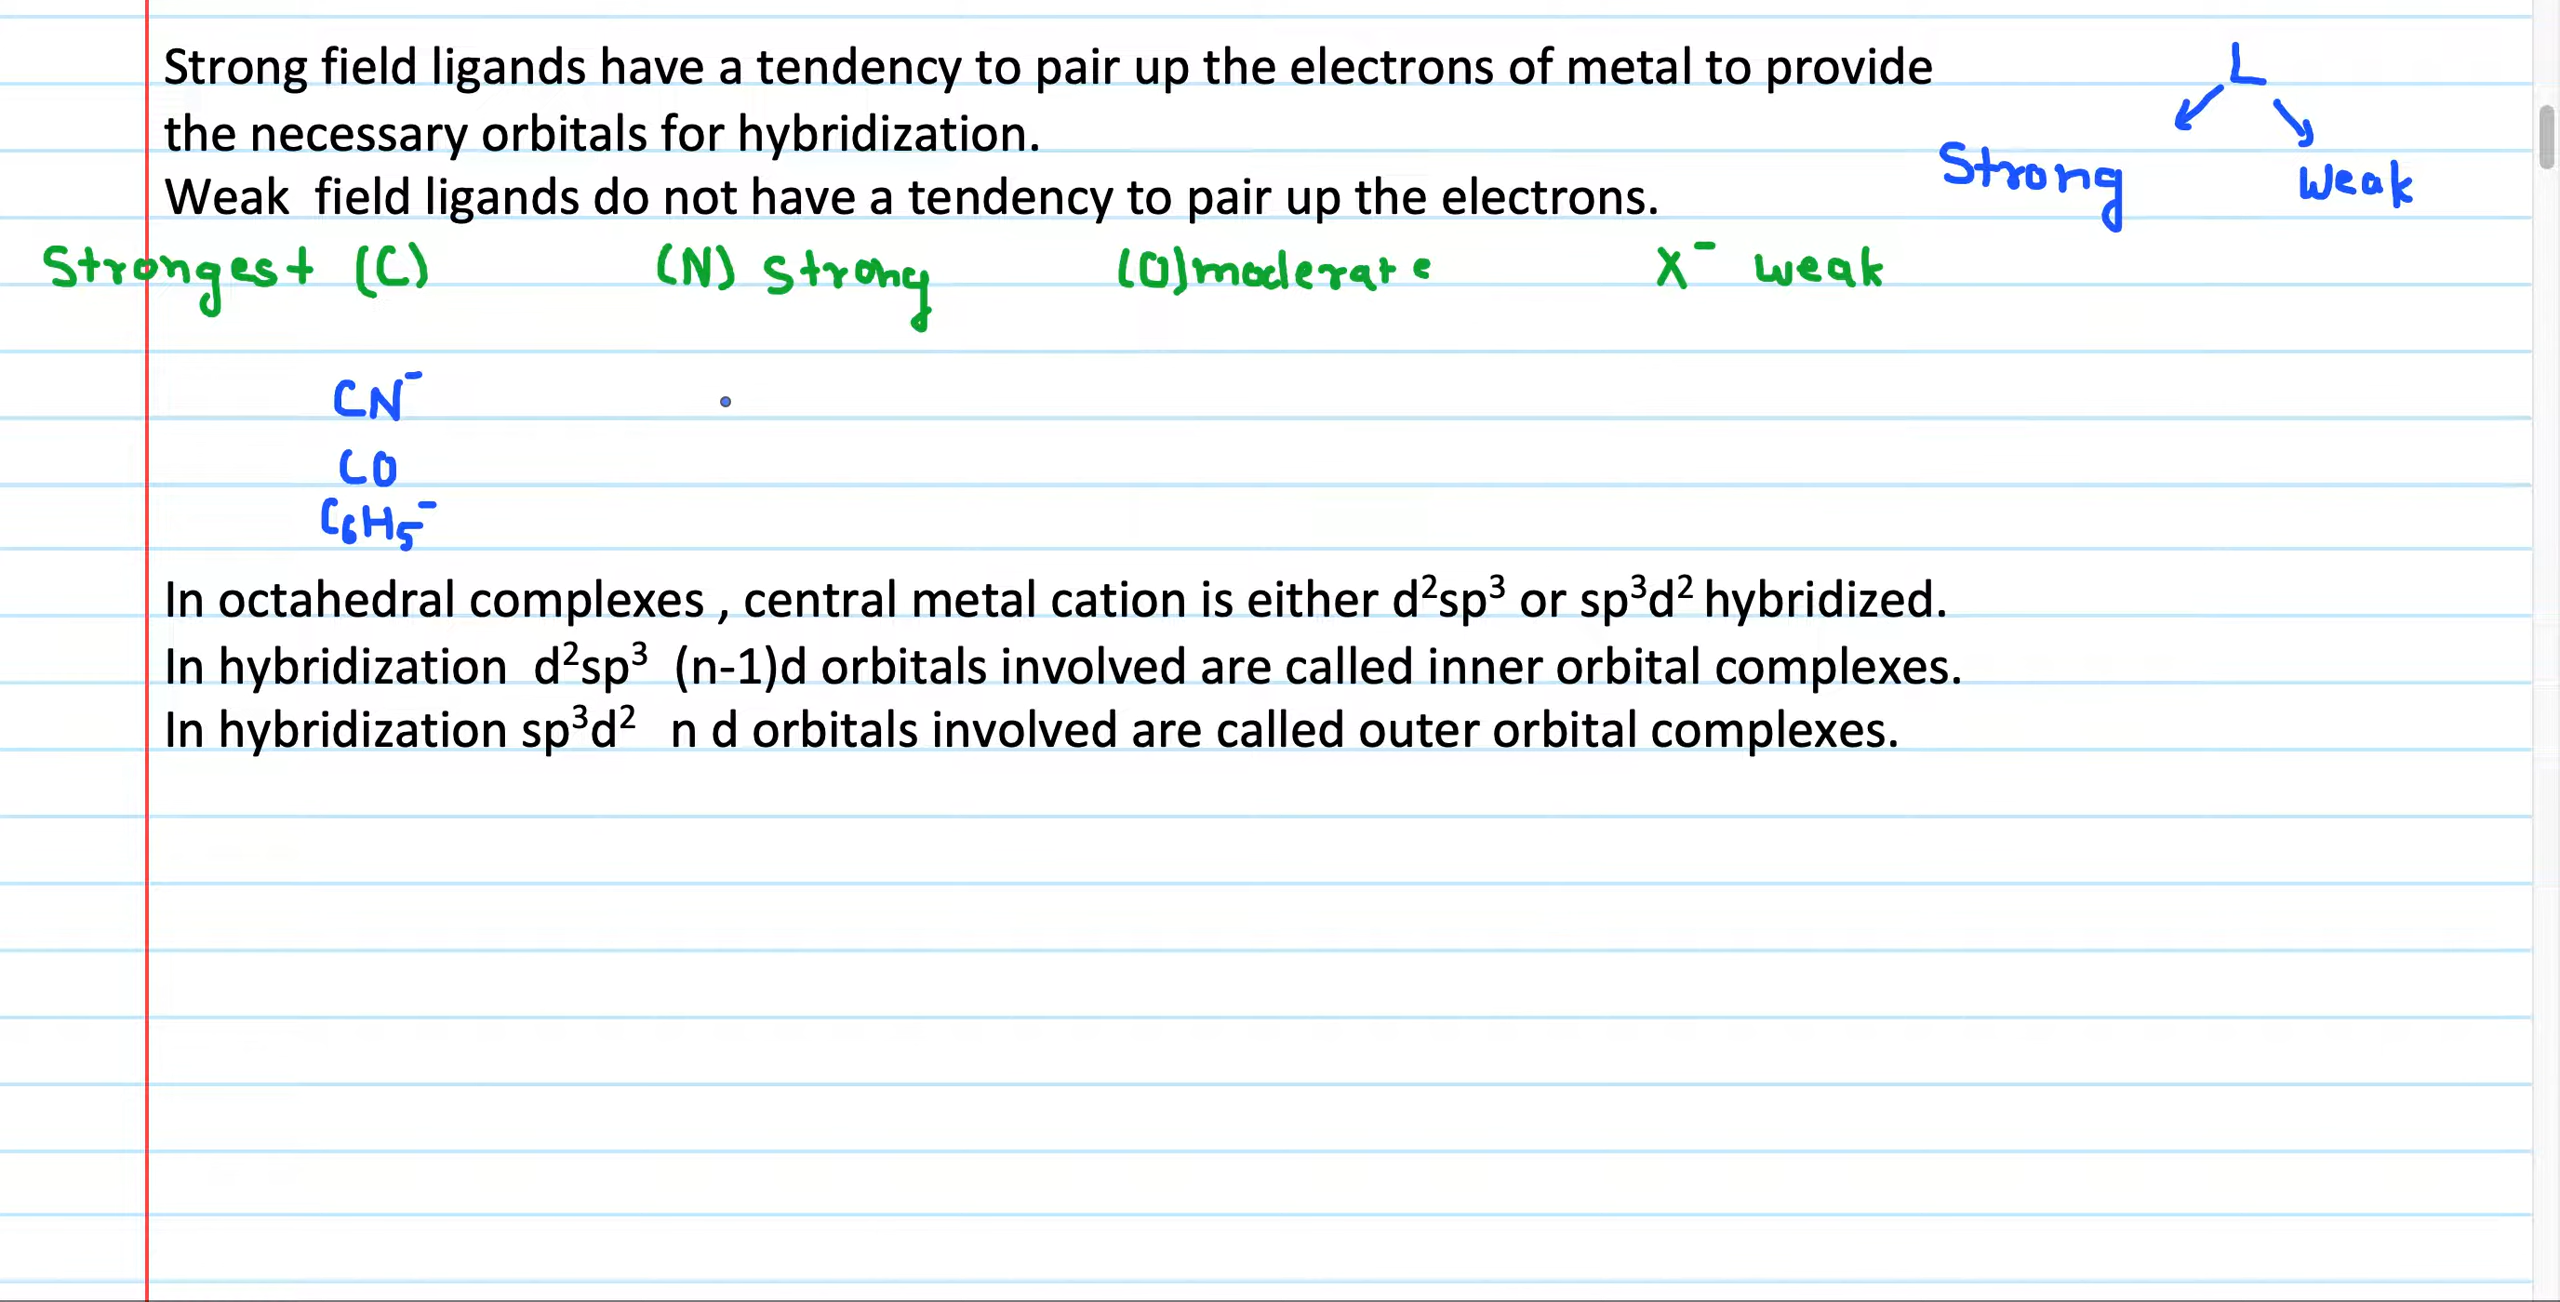 Strong field ligands have a tendency to pair up the electrons of metal to provide
the necessary orbitals for hybridization.
Weak field ligands do not have a tendency to pair up the electrons.
L
Strong Weak
Strongest (C) (N) Strong (O) moderate X⁻ weak
CN⁻
CO
C₆H₅⁻
In octahedral complexes , central metal cation is either d²sp³ or sp³d² hybridized.
In hybridization d²sp³ (n-1)d orbitals involved are called inner orbital complexes.
In hybridization sp³d² n d orbitals involved are called outer orbital complexes.